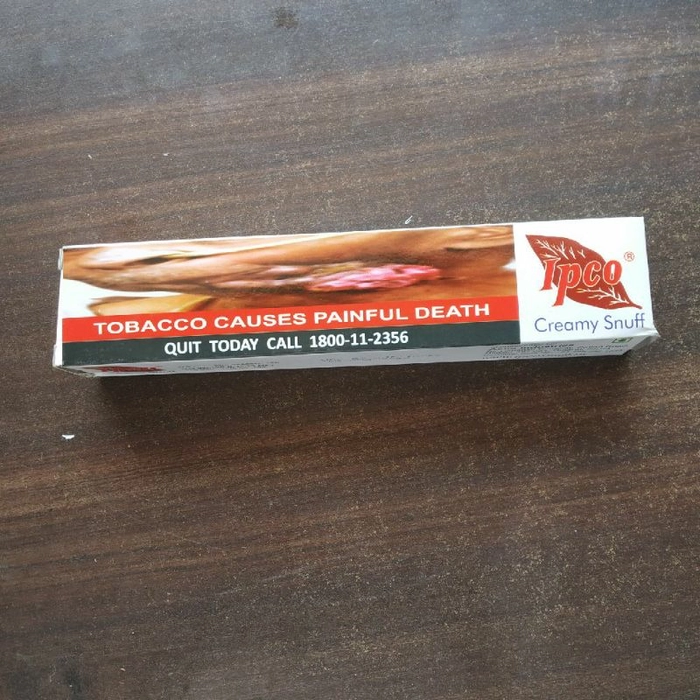 TOBACCO CAUSES PAINFUL DEATH
QUIT TODAY CALL 1800-11-2356
Ipco®
Creamy Snuff